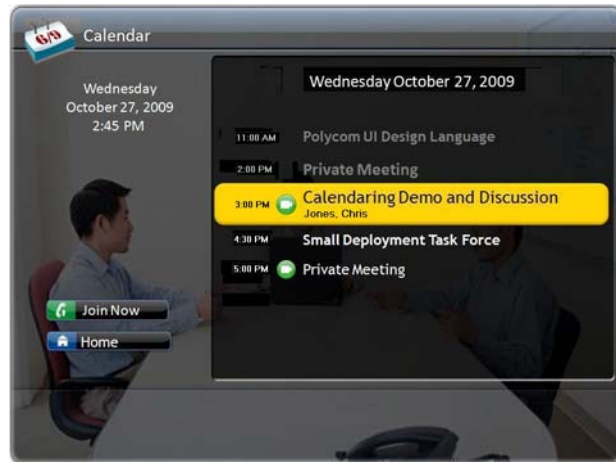 6/9
Calendar
Wednesday
October 27, 2009
2:45 PM
Wednesday October 27, 2009
11:00 AM Polycom UI Design Language
2:00 PM Private Meeting
3:00 PM Calendaring Demo and Discussion
Jones, Chris
4:30 PM Small Deployment Task Force
5:00 PM Private Meeting
Join Now
Home